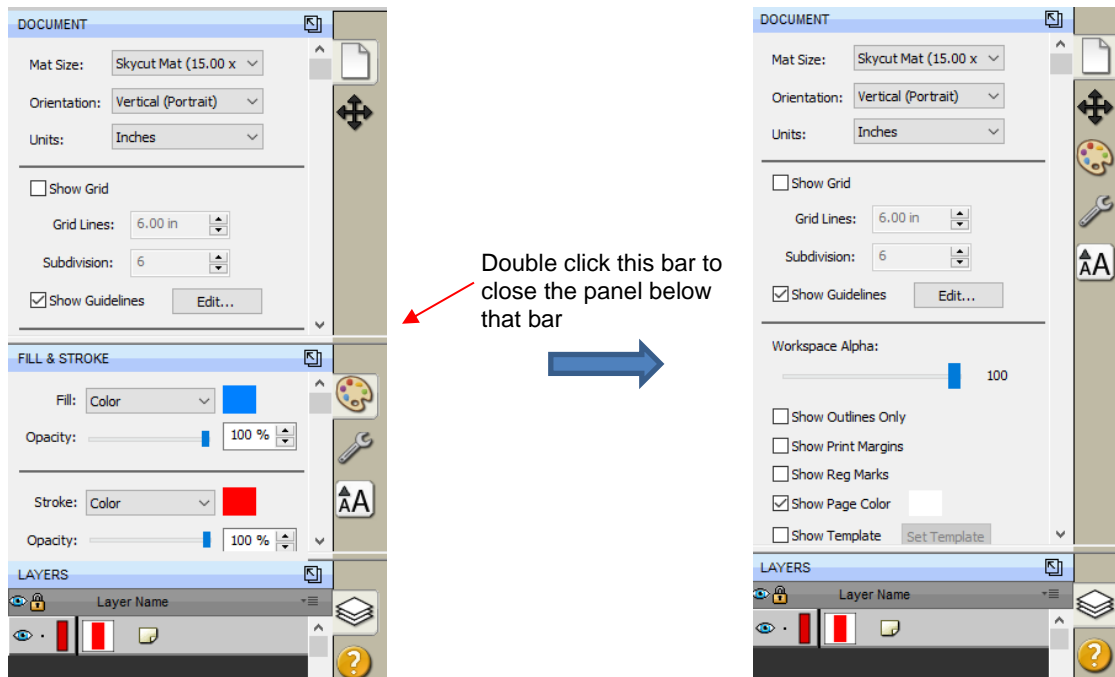 DOCUMENT
Mat Size: Skycut Mat (15.00 x
Orientation: Vertical (Portrait)
Units: Inches
Show Grid
Grid Lines: 6.00 in
Subdivision: 6
Show Guidelines Edit...
FILL & STROKE
Fill: Color
Opacity: 100 %
Stroke: Color
Opacity: 100 %
AA
LAYERS
Layer Name
?
Double click this bar to
close the panel below
that bar
DOCUMENT
Mat Size: Skycut Mat (15.00 x
Orientation: Vertical (Portrait)
Units: Inches
Show Grid
Grid Lines: 6.00 in
Subdivision: 6
AA
Show Guidelines Edit...
Workspace Alpha:
100
Show Outlines Only
Show Print Margins
Show Reg Marks
Show Page Color
Show Template Set Template
LAYERS
Layer Name
?